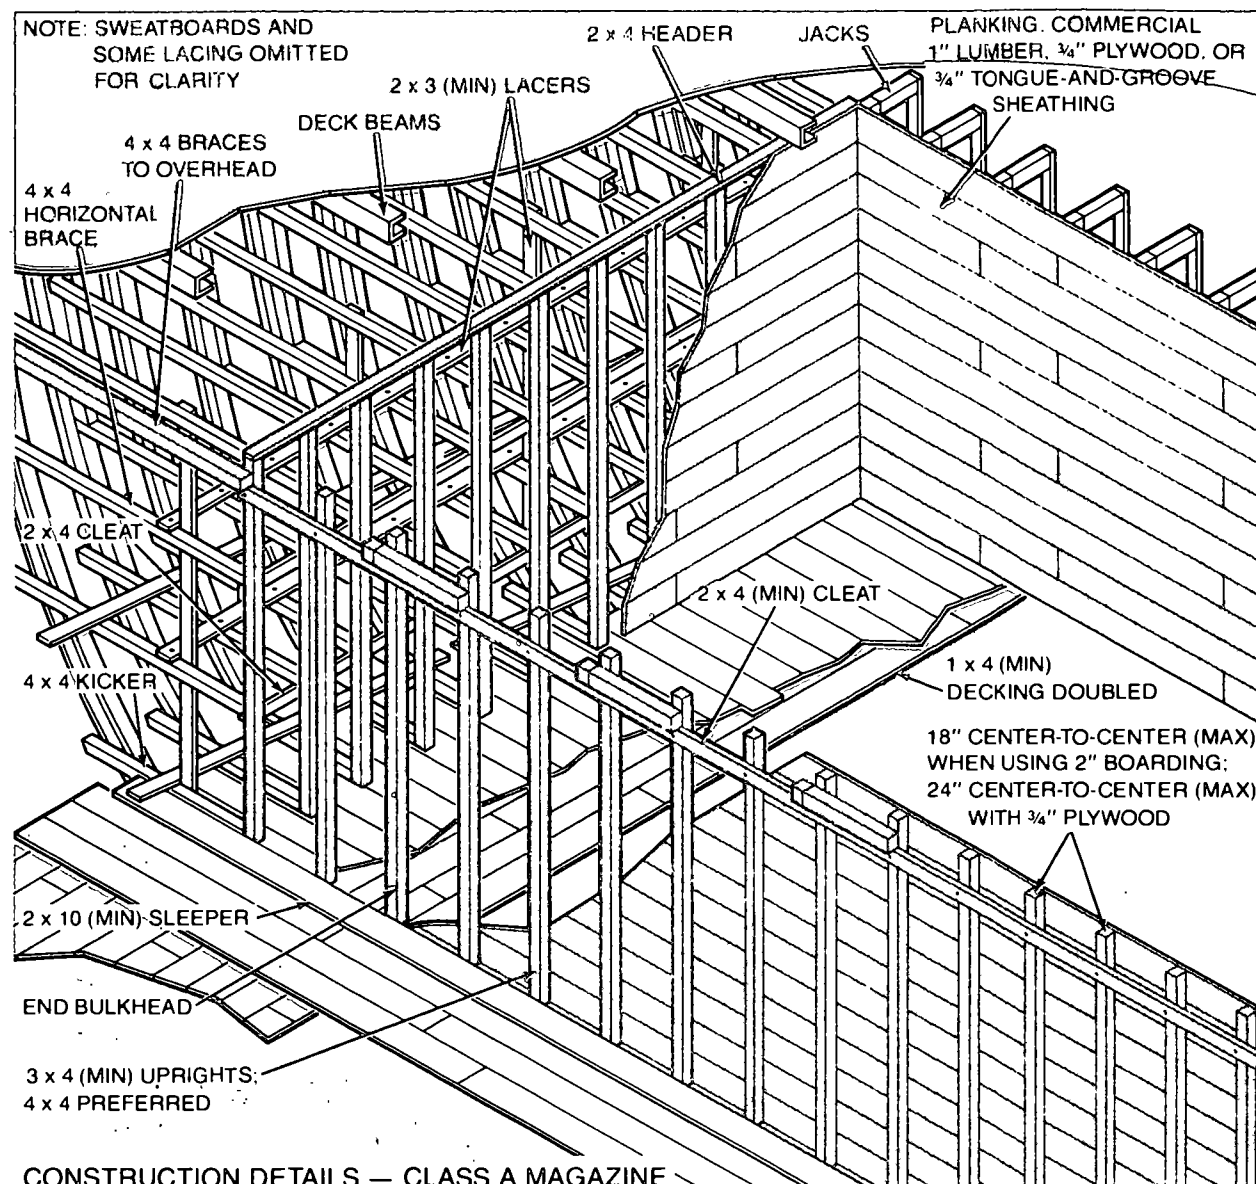 NOTE: SWEATBOARDS AND
SOME LACING OMITTED
FOR CLARITY
2 x 4 HEADER
JACKS
PLANKING. COMMERCIAL
1" LUMBER, ¾" PLYWOOD, OR
¾" TONGUE-AND-GROOVE
SHEATHING
2 x 3 (MIN) LACERS
DECK BEAMS
4 x 4 BRACES
TO OVERHEAD
4 x 4
HORIZONTAL
BRACE
2 x 4 CLEAT
2 x 4 (MIN) CLEAT
4 x 4 KICKER
1 x 4 (MIN)
DECKING DOUBLED
18" CENTER-TO-CENTER (MAX)
WHEN USING 2" BOARDING;
24" CENTER-TO-CENTER (MAX)
WITH ¾" PLYWOOD
2 x 10 (MIN) SLEEPER
END BULKHEAD
3 x 4 (MIN) UPRIGHTS;
4 x 4 PREFERRED
CONSTRUCTION DETAILS — CLASS A MAGAZINE